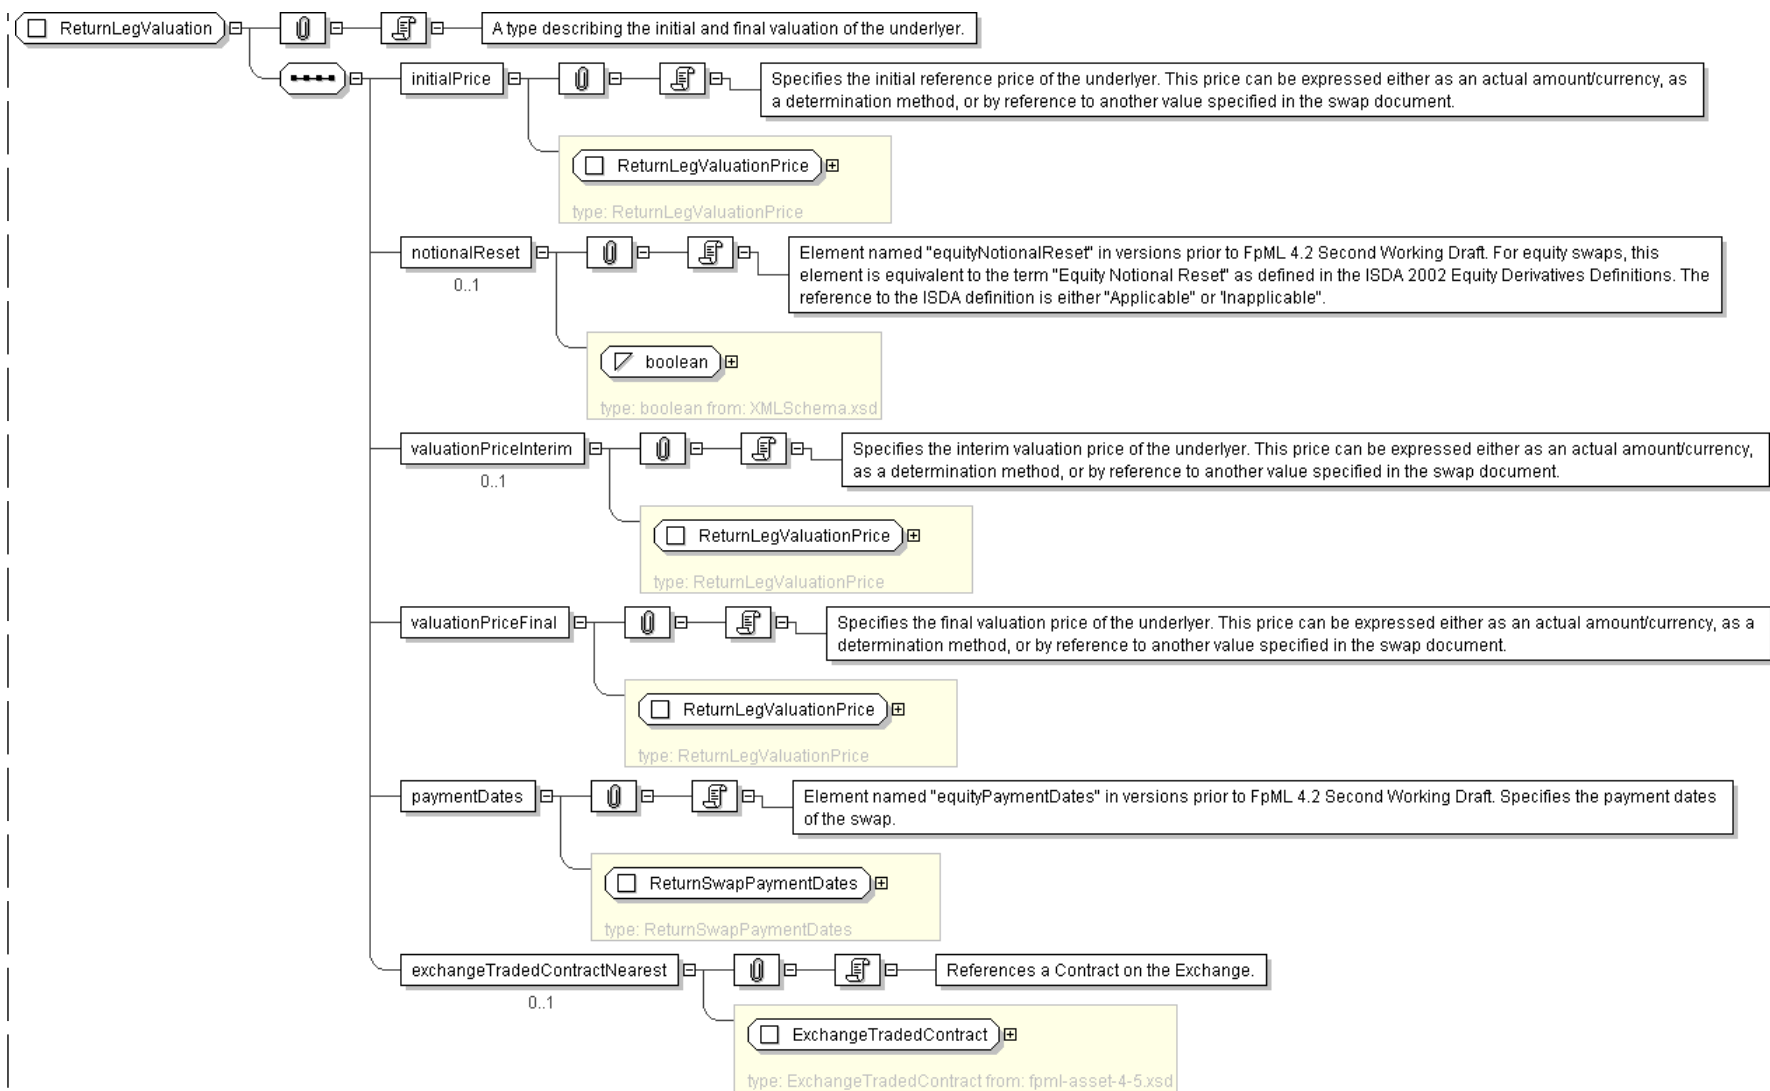 ReturnLegValuation
A type describing the initial and final valuation of the underlyer.
initialPrice
Specifies the initial reference price of the underlyer. This price can be expressed either as an actual amount/currency, as
a determination method, or by reference to another value specified in the swap document.
ReturnLegValuationPrice
type: ReturnLegValuationPrice
notionalReset
0..1
Element named "equityNotionalReset" in versions prior to FpML 4.2 Second Working Draft. For equity swaps, this
element is equivalent to the term "Equity Notional Reset" as defined in the ISDA 2002 Equity Derivatives Definitions. The
reference to the ISDA definition is either "Applicable" or 'Inapplicable".
boolean
type: boolean from: XMLSchema.xsd
valuationPriceInterim
0..1
Specifies the interim valuation price of the underlyer. This price can be expressed either as an actual amount/currency,
as a determination method, or by reference to another value specified in the swap document.
ReturnLegValuationPrice
type: ReturnLegValuationPrice
valuationPriceFinal
Specifies the final valuation price of the underlyer. This price can be expressed either as an actual amount/currency, as a
determination method, or by reference to another value specified in the swap document.
ReturnLegValuationPrice
type: ReturnLegValuationPrice
paymentDates
Element named "equityPaymentDates" in versions prior to FpML 4.2 Second Working Draft. Specifies the payment dates
of the swap.
ReturnSwapPaymentDates
type: ReturnSwapPaymentDates
exchangeTradedContractNearest
0..1
References a Contract on the Exchange.
ExchangeTradedContract
type: ExchangeTradedContract from: fpml-asset-4-5.xsd